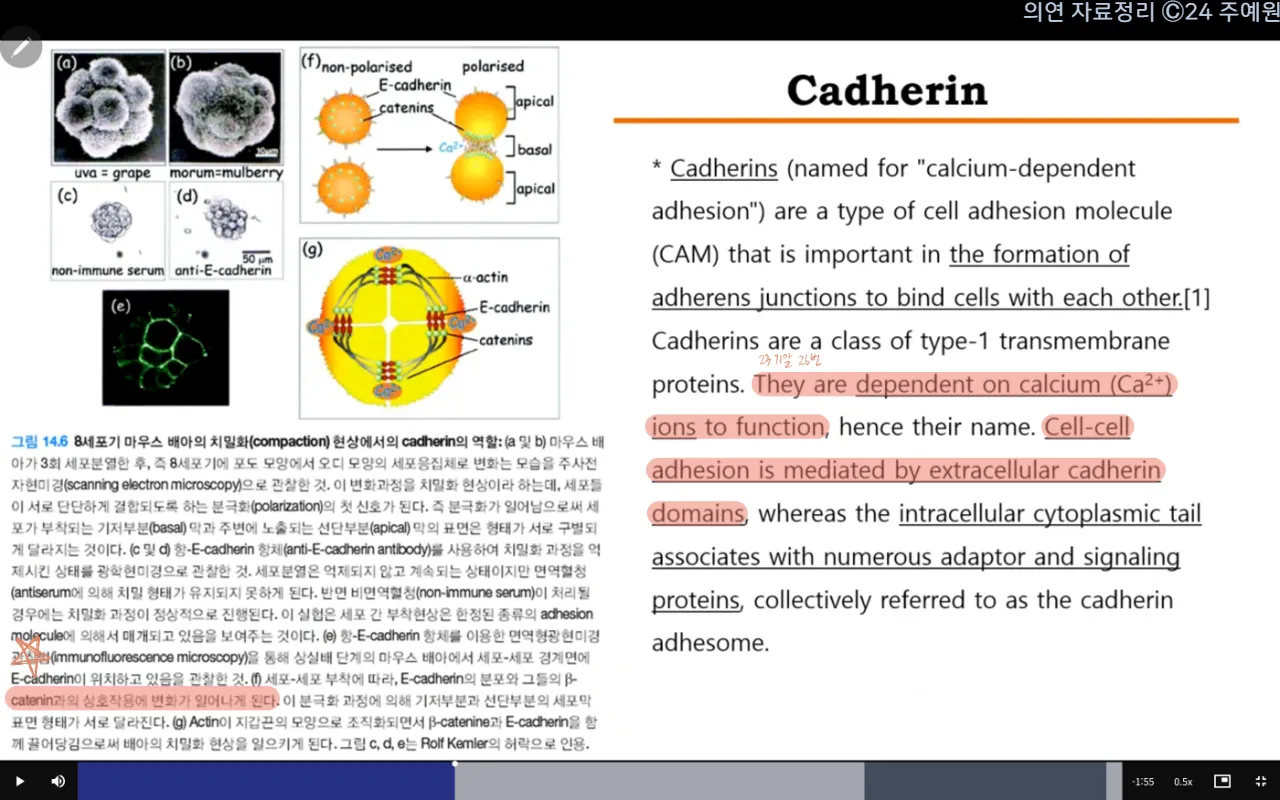 의연 자료정리 Ⓒ24 주예원
(a)
(b)
10μm
uva = grape
morum=mulberry
(c)
(d)
50 μm
non-immune serum
anti-E-cadherin
(e)
(f)
non-polarised
polarised
E-cadherin
catenins
apical
Ca²⁺
basal
apical
(g)
Ca²⁺
α-actin
E-cadherin
Ca²⁺
Ca²⁺
catenins
Ca²⁺
그림 14.6 8세포기 마우스 배아의 치밀화(compaction) 현상에서의 cadherin의 역할: (a 및 b) 마우스 배
아가 3회 세포분열한 후, 즉 8세포기에 포도 모양에서 오디 모양의 세포응집체로 변화는 모습을 주사전
자현미경(scanning electron microscopy)으로 관찰한 것. 이 변화과정을 치밀화 현상이라 하는데, 세포들
이 서로 단단하게 결합되도록 하는 분극화(polarization)의 첫 신호가 된다. 즉 분극화가 일어남으로써 세
포가 부착되는 기저부분(basal) 막과 주변에 노출되는 선단부분(apical) 막의 표면은 형태가 서로 구별되
게 달라지는 것이다. (c 및 d) 항-E-cadherin 항체(anti-E-cadherin antibody)를 사용하여 치밀화 과정을 억
제시킨 상태를 광학현미경으로 관찰한 것. 세포분열은 억제되지 않고 계속되는 상태이지만 면역혈청
(antiserum에 의해 치밀 형태가 유지되지 못하게 된다. 반면 비면역혈청(non-immune serum)이 처리될
경우에는 치밀화 과정이 정상적으로 진행된다. 이 실험은 세포 간 부착현상은 한정된 종류의 adhesion
molecule에 의해서 매개되고 있음을 보여주는 것이다. (e) 항-E-cadherin 항체를 이용한 면역형광현미경
(immunofluorescence microscopy)을 통해 상실배 단계의 마우스 배아에서 세포-세포 경계면에
E-cadherin이 위치하고 있음을 관찰한 것. (f) 세포-세포 부착에 따라, E-cadherin의 분포와 그들의 β-
catenin과의 상호작용에 변화가 일어나게 된다. 이 분극화 과정에 의해 기저부분과 선단부분의 세포막
표면 형태가 서로 달라진다. (g) Actin이 지갑끈의 모양으로 조직화되면서 β-catenine과 E-cadherin을 함
께 끌어당김으로써 배아의 치밀화 현상을 일으키게 된다. 그림 c, d, e는 Rolf Kemler의 허락으로 인용.
Cadherin
* Cadherins (named for "calcium-dependent
adhesion") are a type of cell adhesion molecule
(CAM) that is important in the formation of
adherens junctions to bind cells with each other.[1]
Cadherins are a class of type-1 transmembrane
기말 26번
proteins. They are dependent on calcium (Ca²⁺)
ions to function, hence their name. Cell-cell
adhesion is mediated by extracellular cadherin
domains, whereas the intracellular cytoplasmic tail
associates with numerous adaptor and signaling
proteins, collectively referred to as the cadherin
adhesome.
-1:55
0.5x